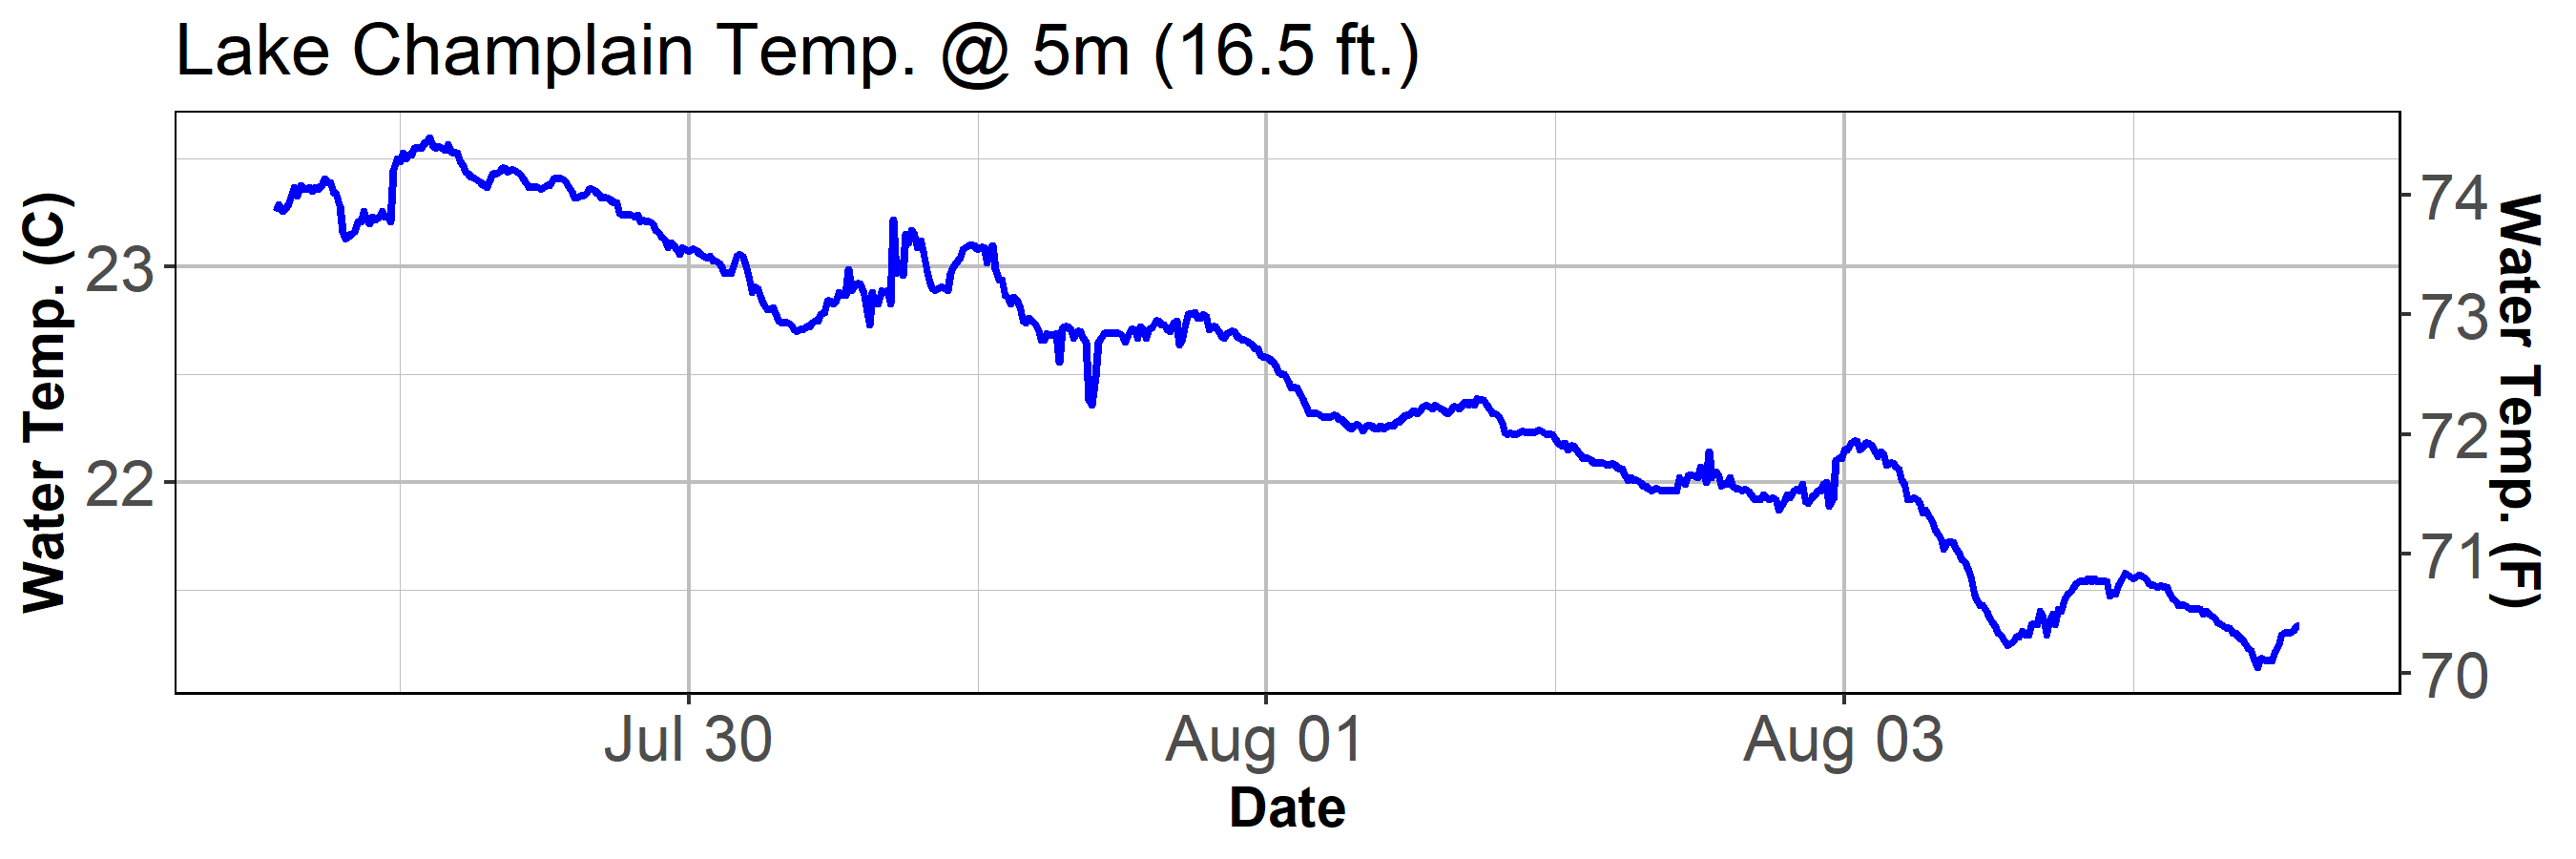 Lake Champlain Temp. @ 5m (16.5 ft.)
Water Temp. (C)
23
22
74
73
72
71
70
Water Temp. (F)
Jul 30 Aug 01 Aug 03
Date